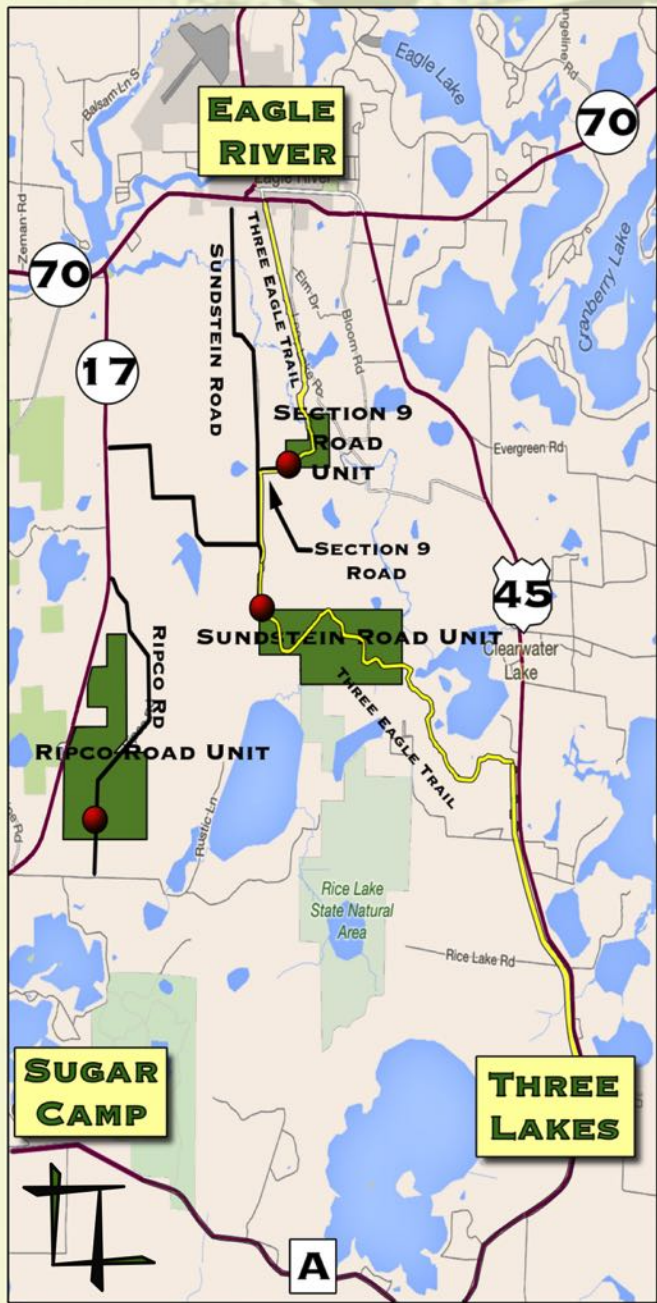 Balsam Ln S
Eagle Lake
EAGLE
RIVER
70
Eagle River
Zeman Rd
70
17
SUNDSTEIN ROAD
THREE EAGLE TRAIL
Elm Dr
Bloom Rd
Cranberry Lake
SECTION 9
ROAD
UNIT
Evergreen Rd
SECTION 9
ROAD
45
Clearwater
Lake
SUNDSTEIN ROAD UNIT
RIPCO RD
THREE EAGLE TRAIL
RIPCO ROAD UNIT
Rustic Ln
Rice Lake
State Natural
Area
Rice Lake Rd
SUGAR
CAMP
THREE
LAKES
A